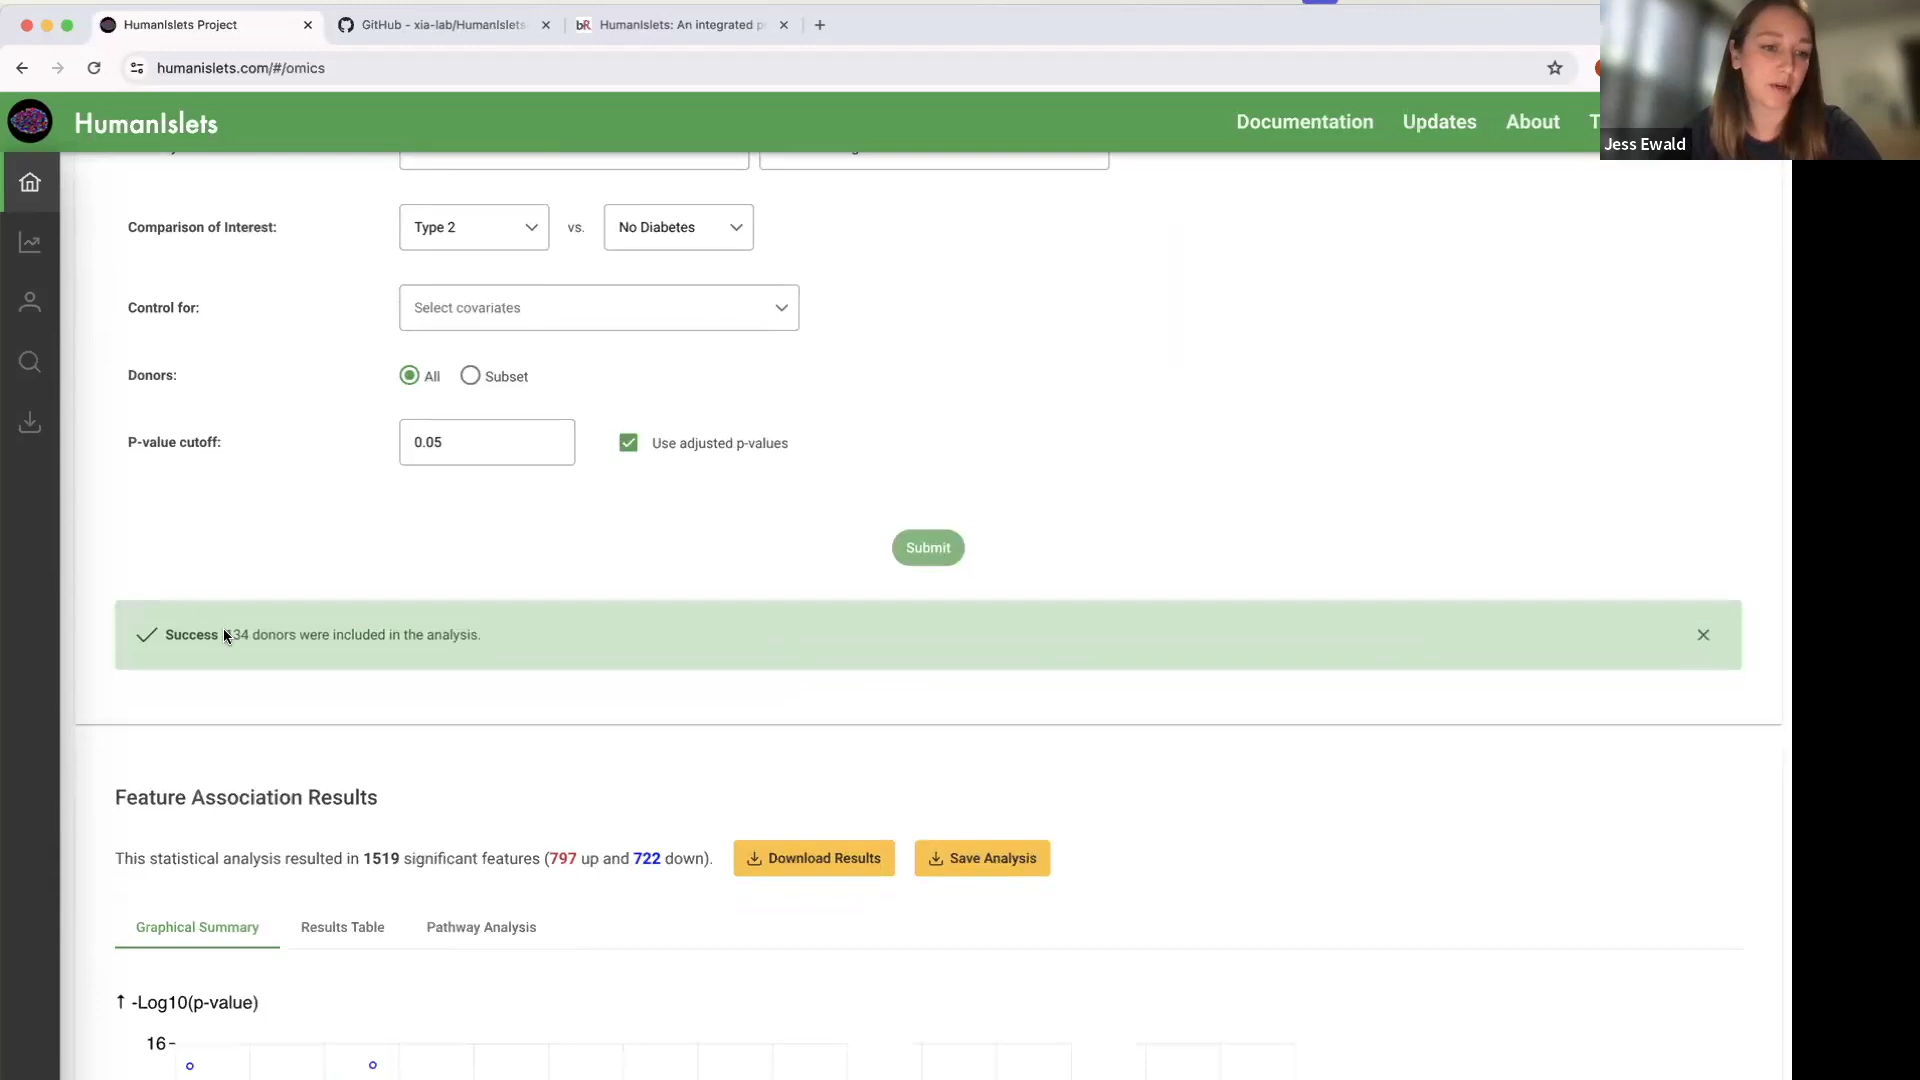 HumanIslets Project
GitHub - xia-lab/HumanIslets
bR HumanIslets: An integrated p
humanislets.com/#/omics
HumanIslets
Documentation
Updates
About
Jess Ewald
Comparison of Interest:
Type 2
vs.
No Diabetes
Control for:
Select covariates
Donors:
All
Subset
P-value cutoff:
0.05
Use adjusted p-values
Submit
Success 34 donors were included in the analysis.
Feature Association Results
This statistical analysis resulted in 1519 significant features (797 up and 722 down).
Download Results
Save Analysis
Graphical Summary
Results Table
Pathway Analysis
↑ -Log10(p-value)
16